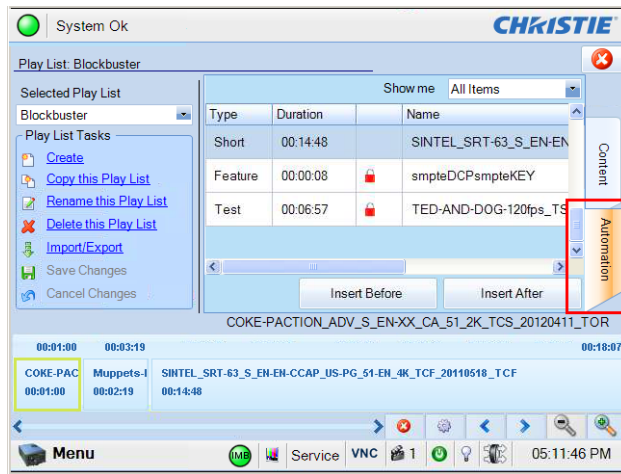 System Ok
CHRISTIE
Play List: Blockbuster
Selected Play List
Blockbuster
Play List Tasks
Create
Copy this Play List
Rename this Play List
Delete this Play List
Import/Export
Save Changes
Cancel Changes
Show me All Items
Type Duration Name
Short 00:14:48 SINTEL_SRT-63_S_EN-EN
Feature 00:00:08 smpteDCPsmpteKEY
Test 00:06:57 TED-AND-DOG-120fps_TS
Insert Before Insert After
Content
Automation
COKE-PACTION_ADV_S_EN-XX_CA_51_2K_TCS_20120411_TOR
00:01:00 00:03:19 00:18:07
COKE-PAC Muppets-I SINTEL_SRT-63_S_EN-EN-CCAP_US-PG_51-EN_4K_TCF_20110518_TCF
00:01:00 00:02:19 00:14:48
Menu IMB Service VNC 1 05:11:46 PM